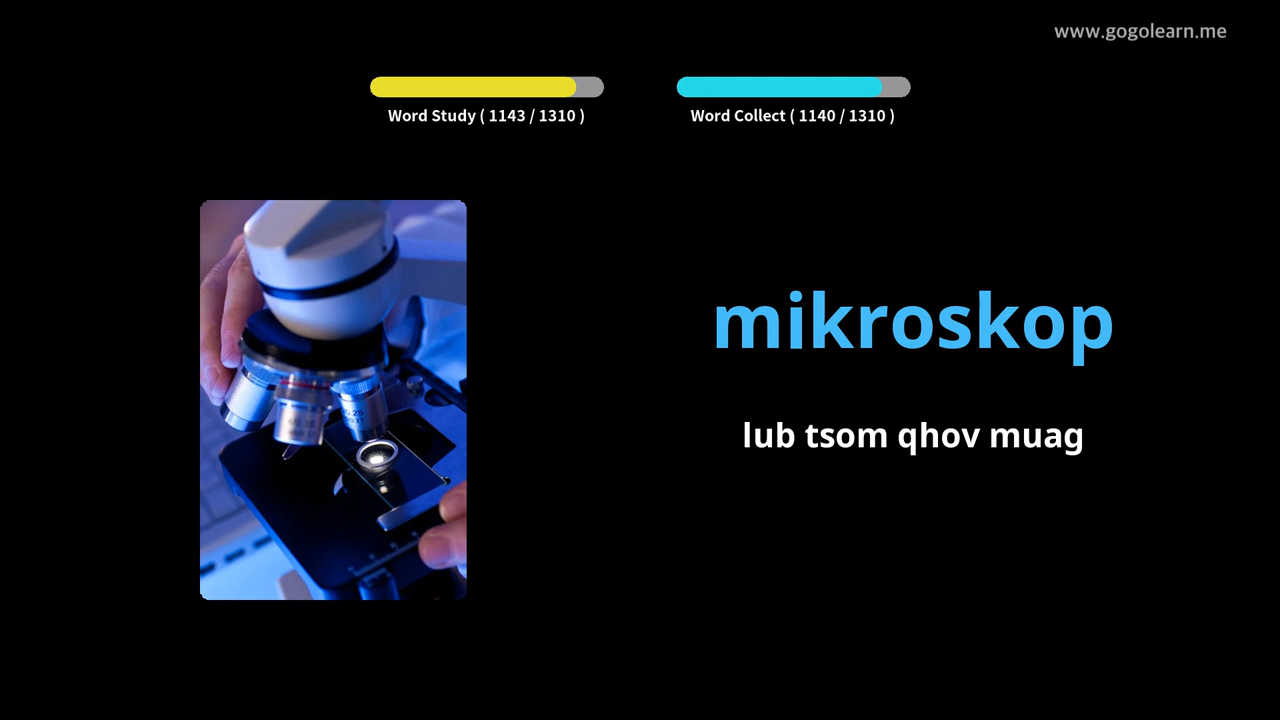 www.gogolearn.me
Word Study ( 1143 / 1310 )
Word Collect ( 1140 / 1310 )
mikroskop
lub tsom qhov muag